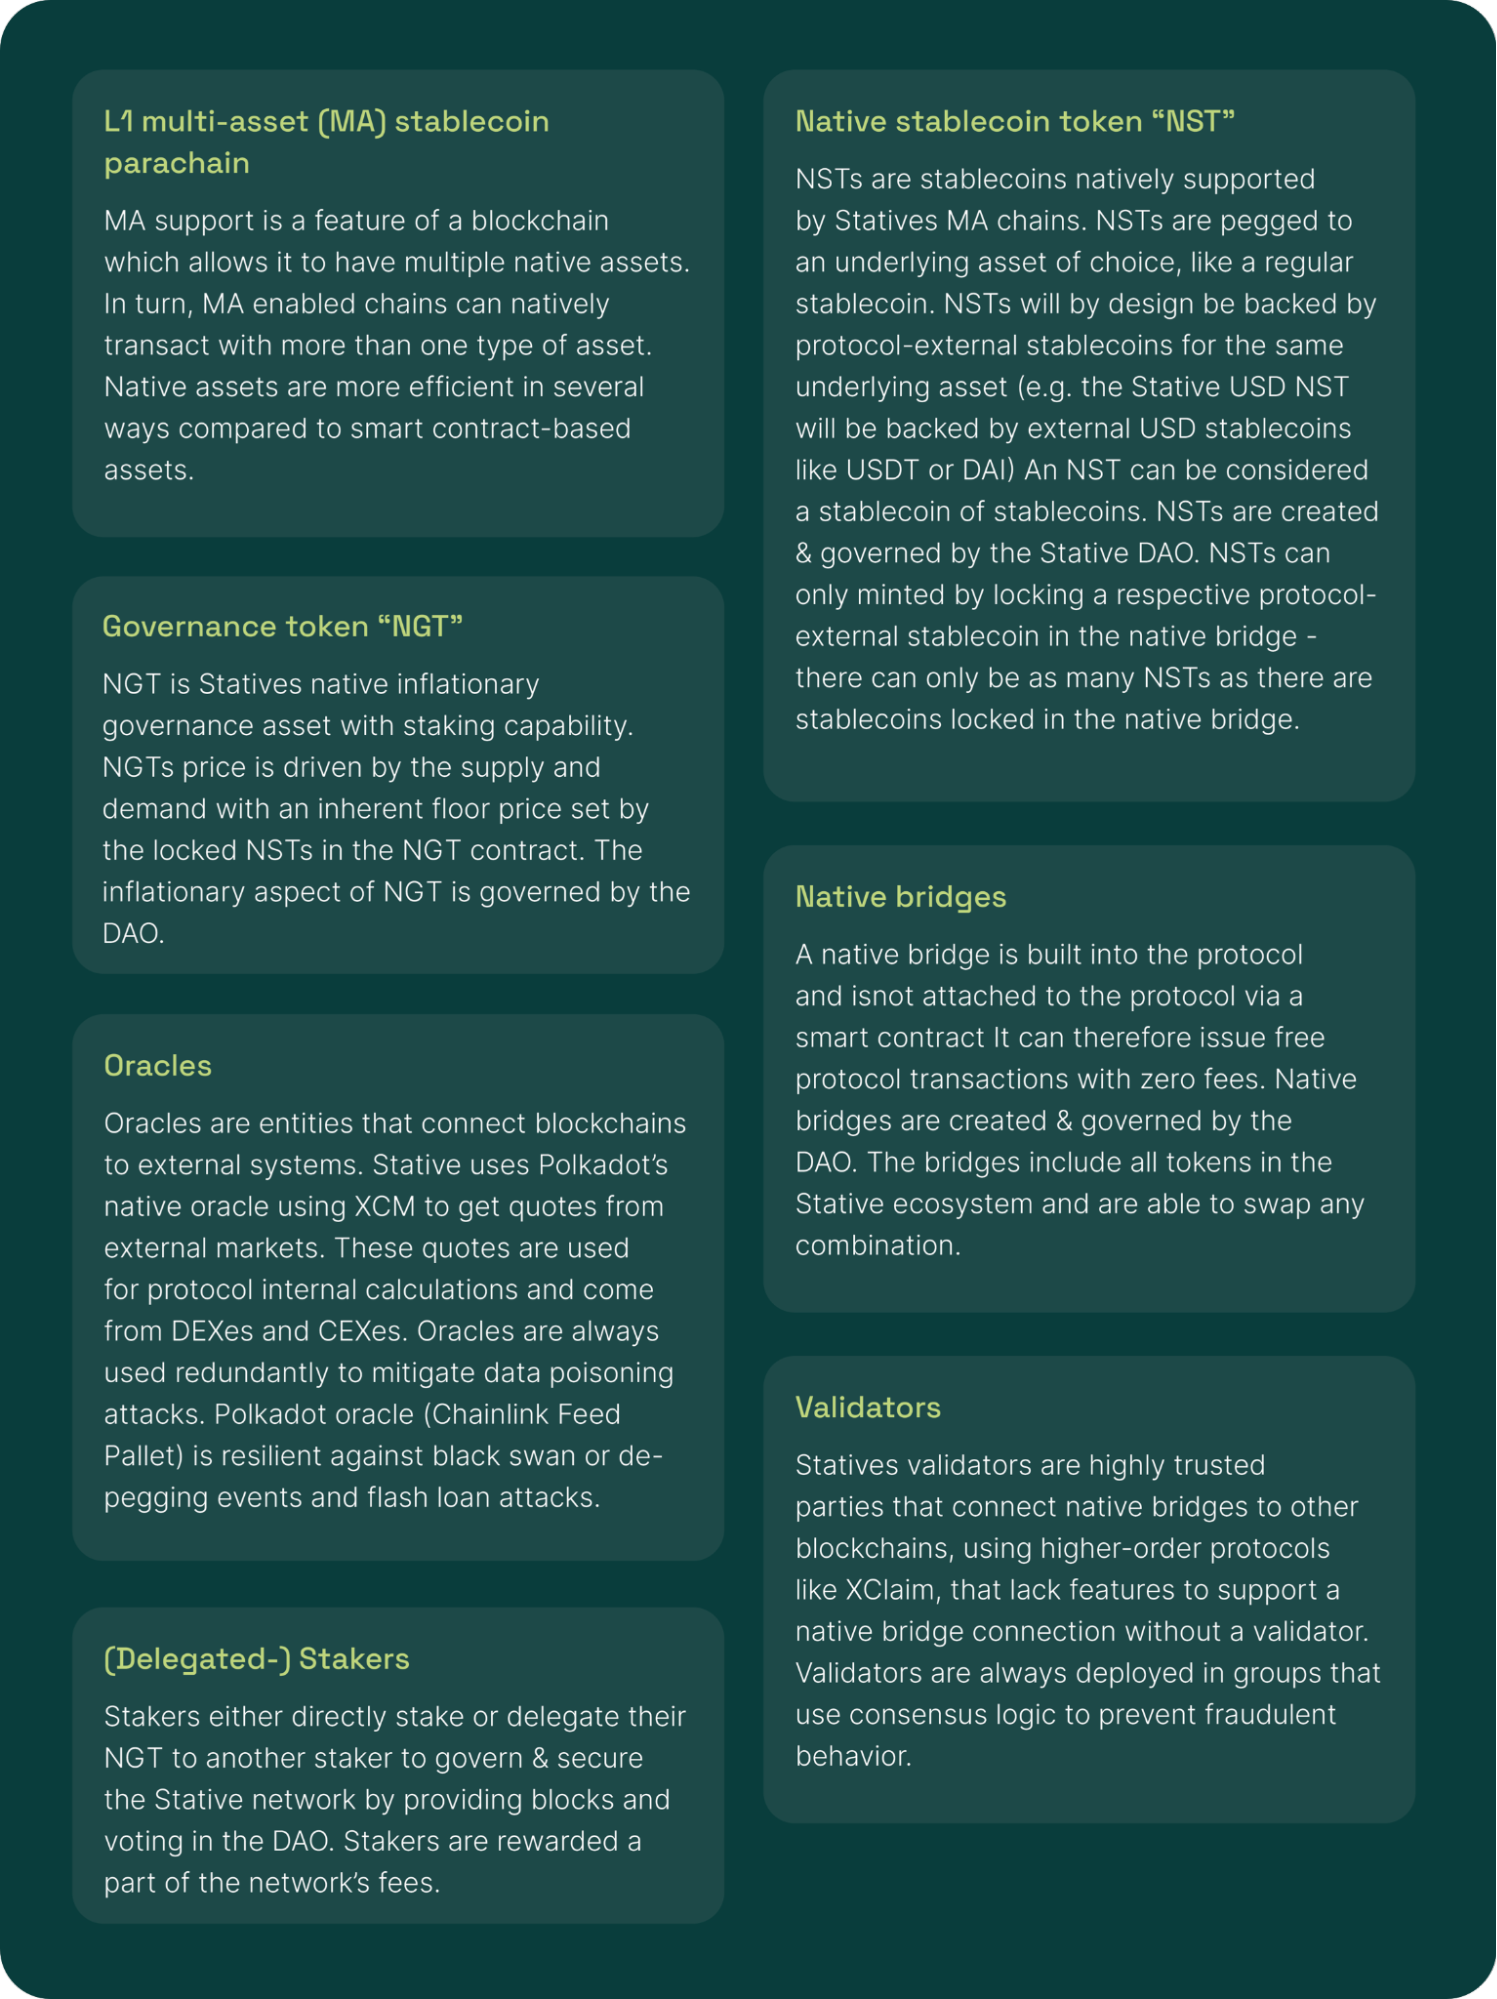 L1 multi-asset (MA) stablecoin
parachain
MA support is a feature of a blockchain
which allows it to have multiple native assets.
In turn, MA enabled chains can natively
transact with more than one type of asset.
Native assets are more efficient in several
ways compared to smart contract-based
assets.
Governance token “NGT”
NGT is Statives native inflationary
governance asset with staking capability.
NGTs price is driven by the supply and
demand with an inherent floor price set by
the locked NSTs in the NGT contract. The
inflationary aspect of NGT is governed by the
DAO.
Oracles
Oracles are entities that connect blockchains
to external systems. Stative uses Polkadot’s
native oracle using XCM to get quotes from
external markets. These quotes are used
for protocol internal calculations and come
from DEXes and CEXes. Oracles are always
used redundantly to mitigate data poisoning
attacks. Polkadot oracle (Chainlink Feed
Pallet) is resilient against black swan or de-
pegging events and flash loan attacks.
(Delegated-) Stakers
Stakers either directly stake or delegate their
NGT to another staker to govern & secure
the Stative network by providing blocks and
voting in the DAO. Stakers are rewarded a
part of the network’s fees.
Native stablecoin token “NST”
NSTs are stablecoins natively supported
by Statives MA chains. NSTs are pegged to
an underlying asset of choice, like a regular
stablecoin. NSTs will by design be backed by
protocol-external stablecoins for the same
underlying asset (e.g. the Stative USD NST
will be backed by external USD stablecoins
like USDT or DAI) An NST can be considered
a stablecoin of stablecoins. NSTs are created
& governed by the Stative DAO. NSTs can
only minted by locking a respective protocol-
external stablecoin in the native bridge -
there can only be as many NSTs as there are
stablecoins locked in the native bridge.
Native bridges
A native bridge is built into the protocol
and isnot attached to the protocol via a
smart contract It can therefore issue free
protocol transactions with zero fees. Native
bridges are created & governed by the
DAO. The bridges include all tokens in the
Stative ecosystem and are able to swap any
combination.
Validators
Statives validators are highly trusted
parties that connect native bridges to other
blockchains, using higher-order protocols
like XClaim, that lack features to support a
native bridge connection without a validator.
Validators are always deployed in groups that
use consensus logic to prevent fraudulent
behavior.